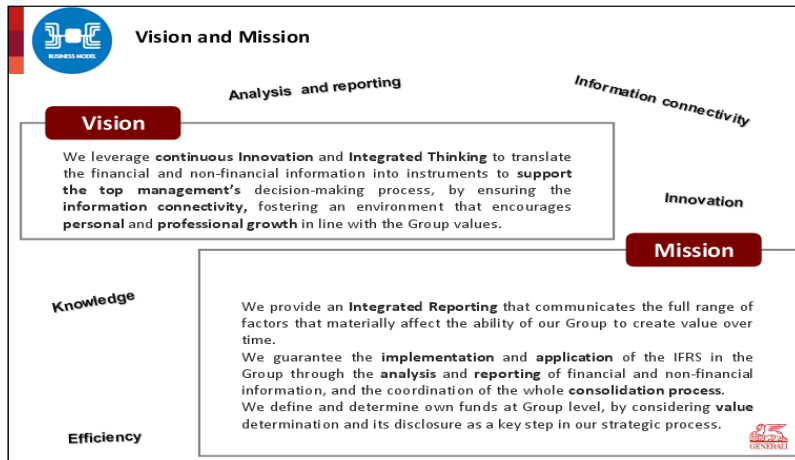 BUSINESS MODEL
Vision and Mission
Analysis and reporting
Information connectivity
Vision
We leverage continuous Innovation and Integrated Thinking to translate
the financial and non-financial information into instruments to support
the top management’s decision-making process, by ensuring the
information connectivity, fostering an environment that encourages
personal and professional growth in line with the Group values.
Innovation
Mission
Knowledge
We provide an Integrated Reporting that communicates the full range of
factors that materially affect the ability of our Group to create value over
time.
We guarantee the implementation and application of the IFRS in the
Group through the analysis and reporting of financial and non-financial
information, and the coordination of the whole consolidation process.
We define and determine own funds at Group level, by considering value
determination and its disclosure as a key step in our strategic process.
Efficiency
GENERALI